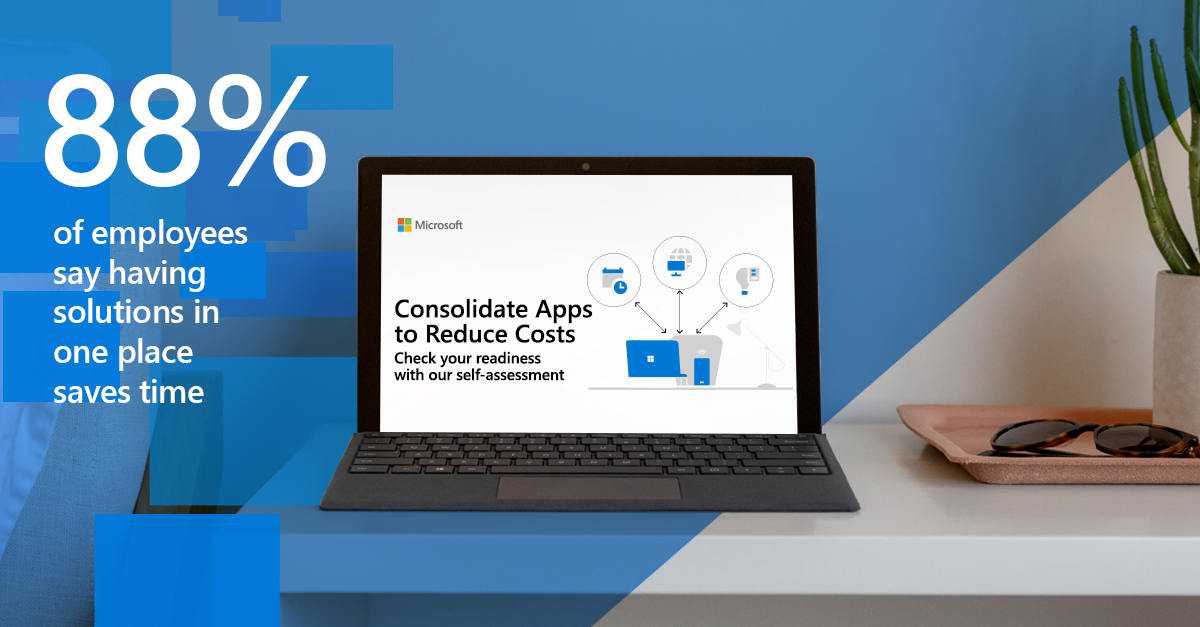 88%
of employees
say having
solutions in
one place
saves time
Microsoft
Consolidate Apps
to Reduce Costs
Check your readiness
with our self-assessment